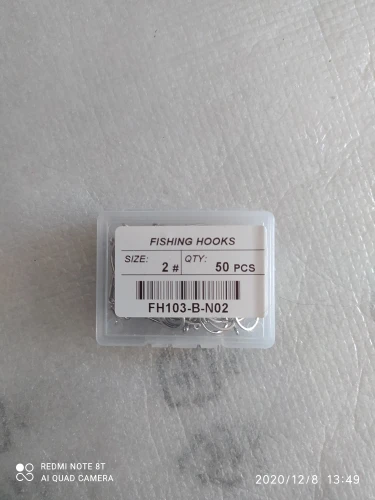 FISHING HOOKS
SIZE: 2 # QTY: 50 PCS
FH103-B-N02
REDMI NOTE 8T
AI QUAD CAMERA
2020/12/8 13:49